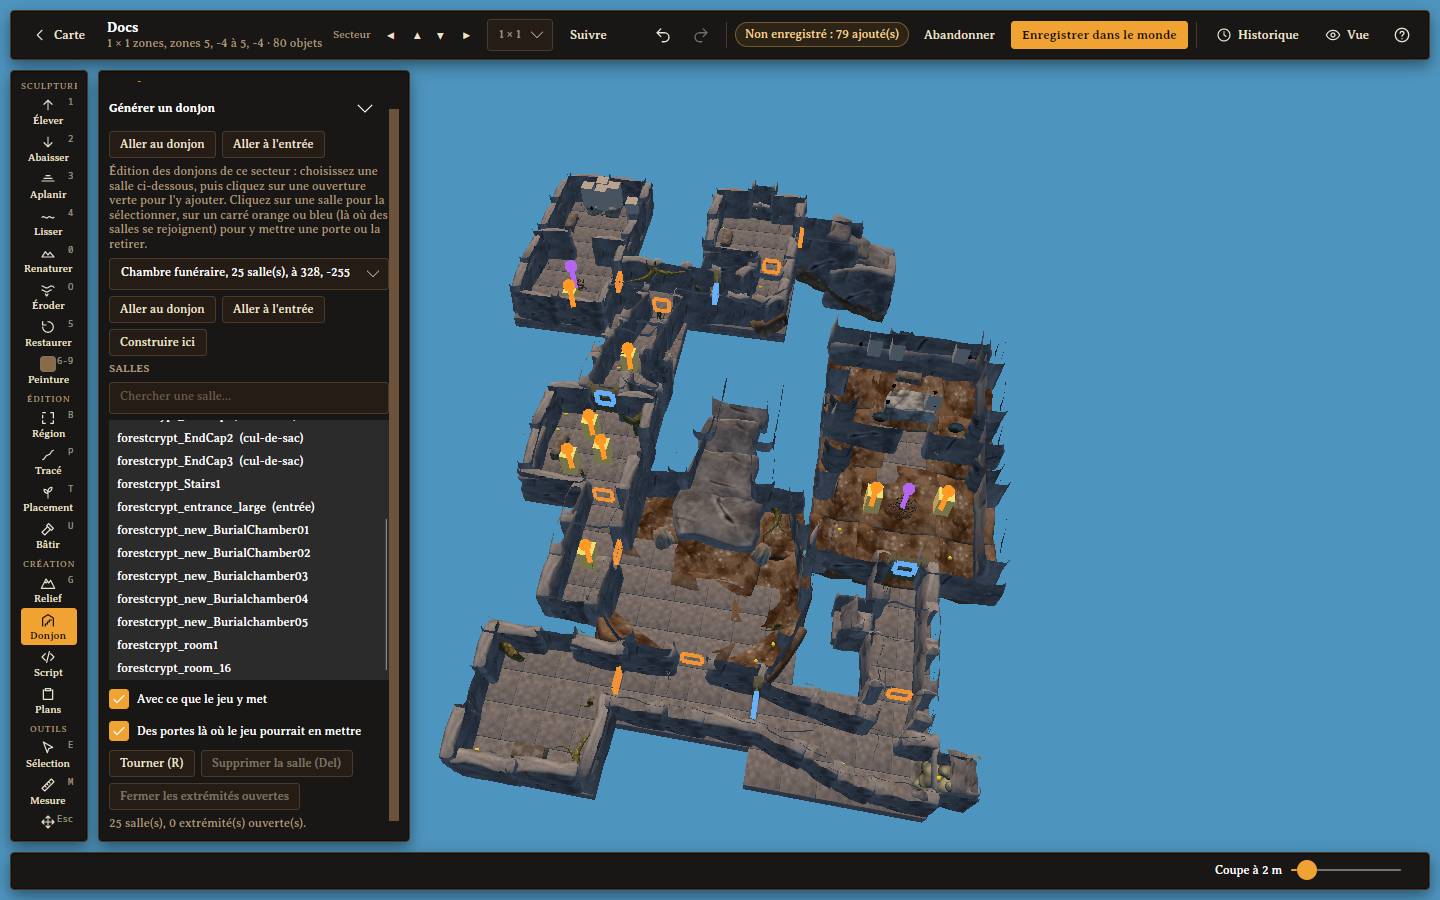 Carte
Docs
1 × 1 zones, zones 5, -4 à 5, -4 · 80 objets
Secteur
1 × 1
Suivre
Non enregistré : 79 ajouté(s)
Abandonner
Enregistrer dans le monde
Historique
Vue
SCULPTURE
1
Élever
2
Abaisser
3
Aplanir
4
Lisser
0
Renaturer
O
Éroder
5
Restaurer
6-9
Peinture
ÉDITION
B
Région
P
Tracé
T
Placement
U
Bâtir
CRÉATION
G
Relief
Donjon
Script
Plans
OUTILS
E
Sélection
M
Mesure
Esc
Générer un donjon
Aller au donjon
Aller à l'entrée
Édition des donjons de ce secteur : choisissez une
salle ci-dessous, puis cliquez sur une ouverture
verte pour l'y ajouter. Cliquez sur une salle pour la
sélectionner, sur un carré orange ou bleu (là où des
salles se rejoignent) pour y mettre une porte ou la
retirer.
Chambre funéraire, 25 salle(s), à 328, -255
Aller au donjon
Aller à l'entrée
Construire ici
SALLES
Chercher une salle...
forestcrypt_EndCap2 (cul-de-sac)
forestcrypt_EndCap3 (cul-de-sac)
forestcrypt_Stairs1
forestcrypt_entrance_large (entrée)
forestcrypt_new_BurialChamber01
forestcrypt_new_BurialChamber02
forestcrypt_new_Burialchamber03
forestcrypt_new_Burialchamber04
forestcrypt_new_Burialchamber05
forestcrypt_room1
forestcrypt_room_16
Avec ce que le jeu y met
Des portes là où le jeu pourrait en mettre
Tourner (R)
Supprimer la salle (Del)
Fermer les extrémités ouvertes
25 salle(s), 0 extrémité(s) ouverte(s).
Coupe à 2 m